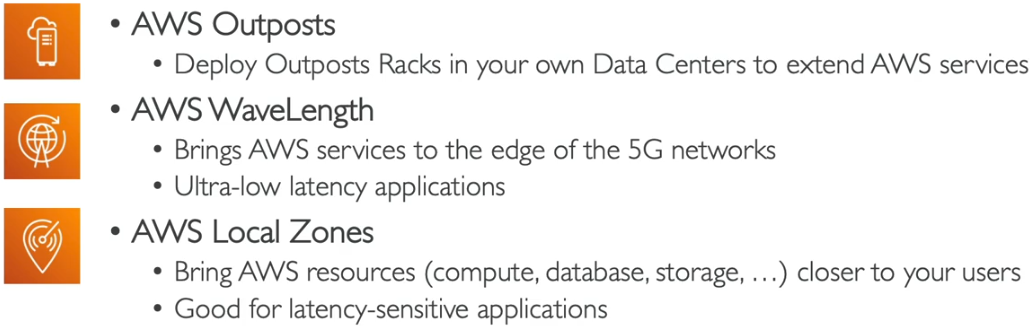 • AWS Outposts
• Deploy Outposts Racks in your own Data Centers to extend AWS services
• AWS WaveLength
• Brings AWS services to the edge of the 5G networks
• Ultra-low latency applications
• AWS Local Zones
• Bring AWS resources (compute, database, storage, …) closer to your users
• Good for latency-sensitive applications